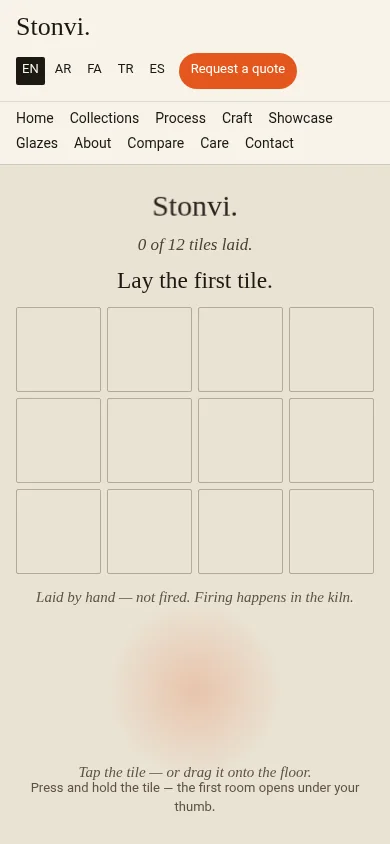 Stonvi.
EN AR FA TR ES Request a quote
Home Collections Process Craft Showcase
Glazes About Compare Care Contact
Stonvi.
0 of 12 tiles laid.
Lay the first tile.
Laid by hand — not fired. Firing happens in the kiln.
Tap the tile — or drag it onto the floor.
Press and hold the tile — the first room opens under your
thumb.